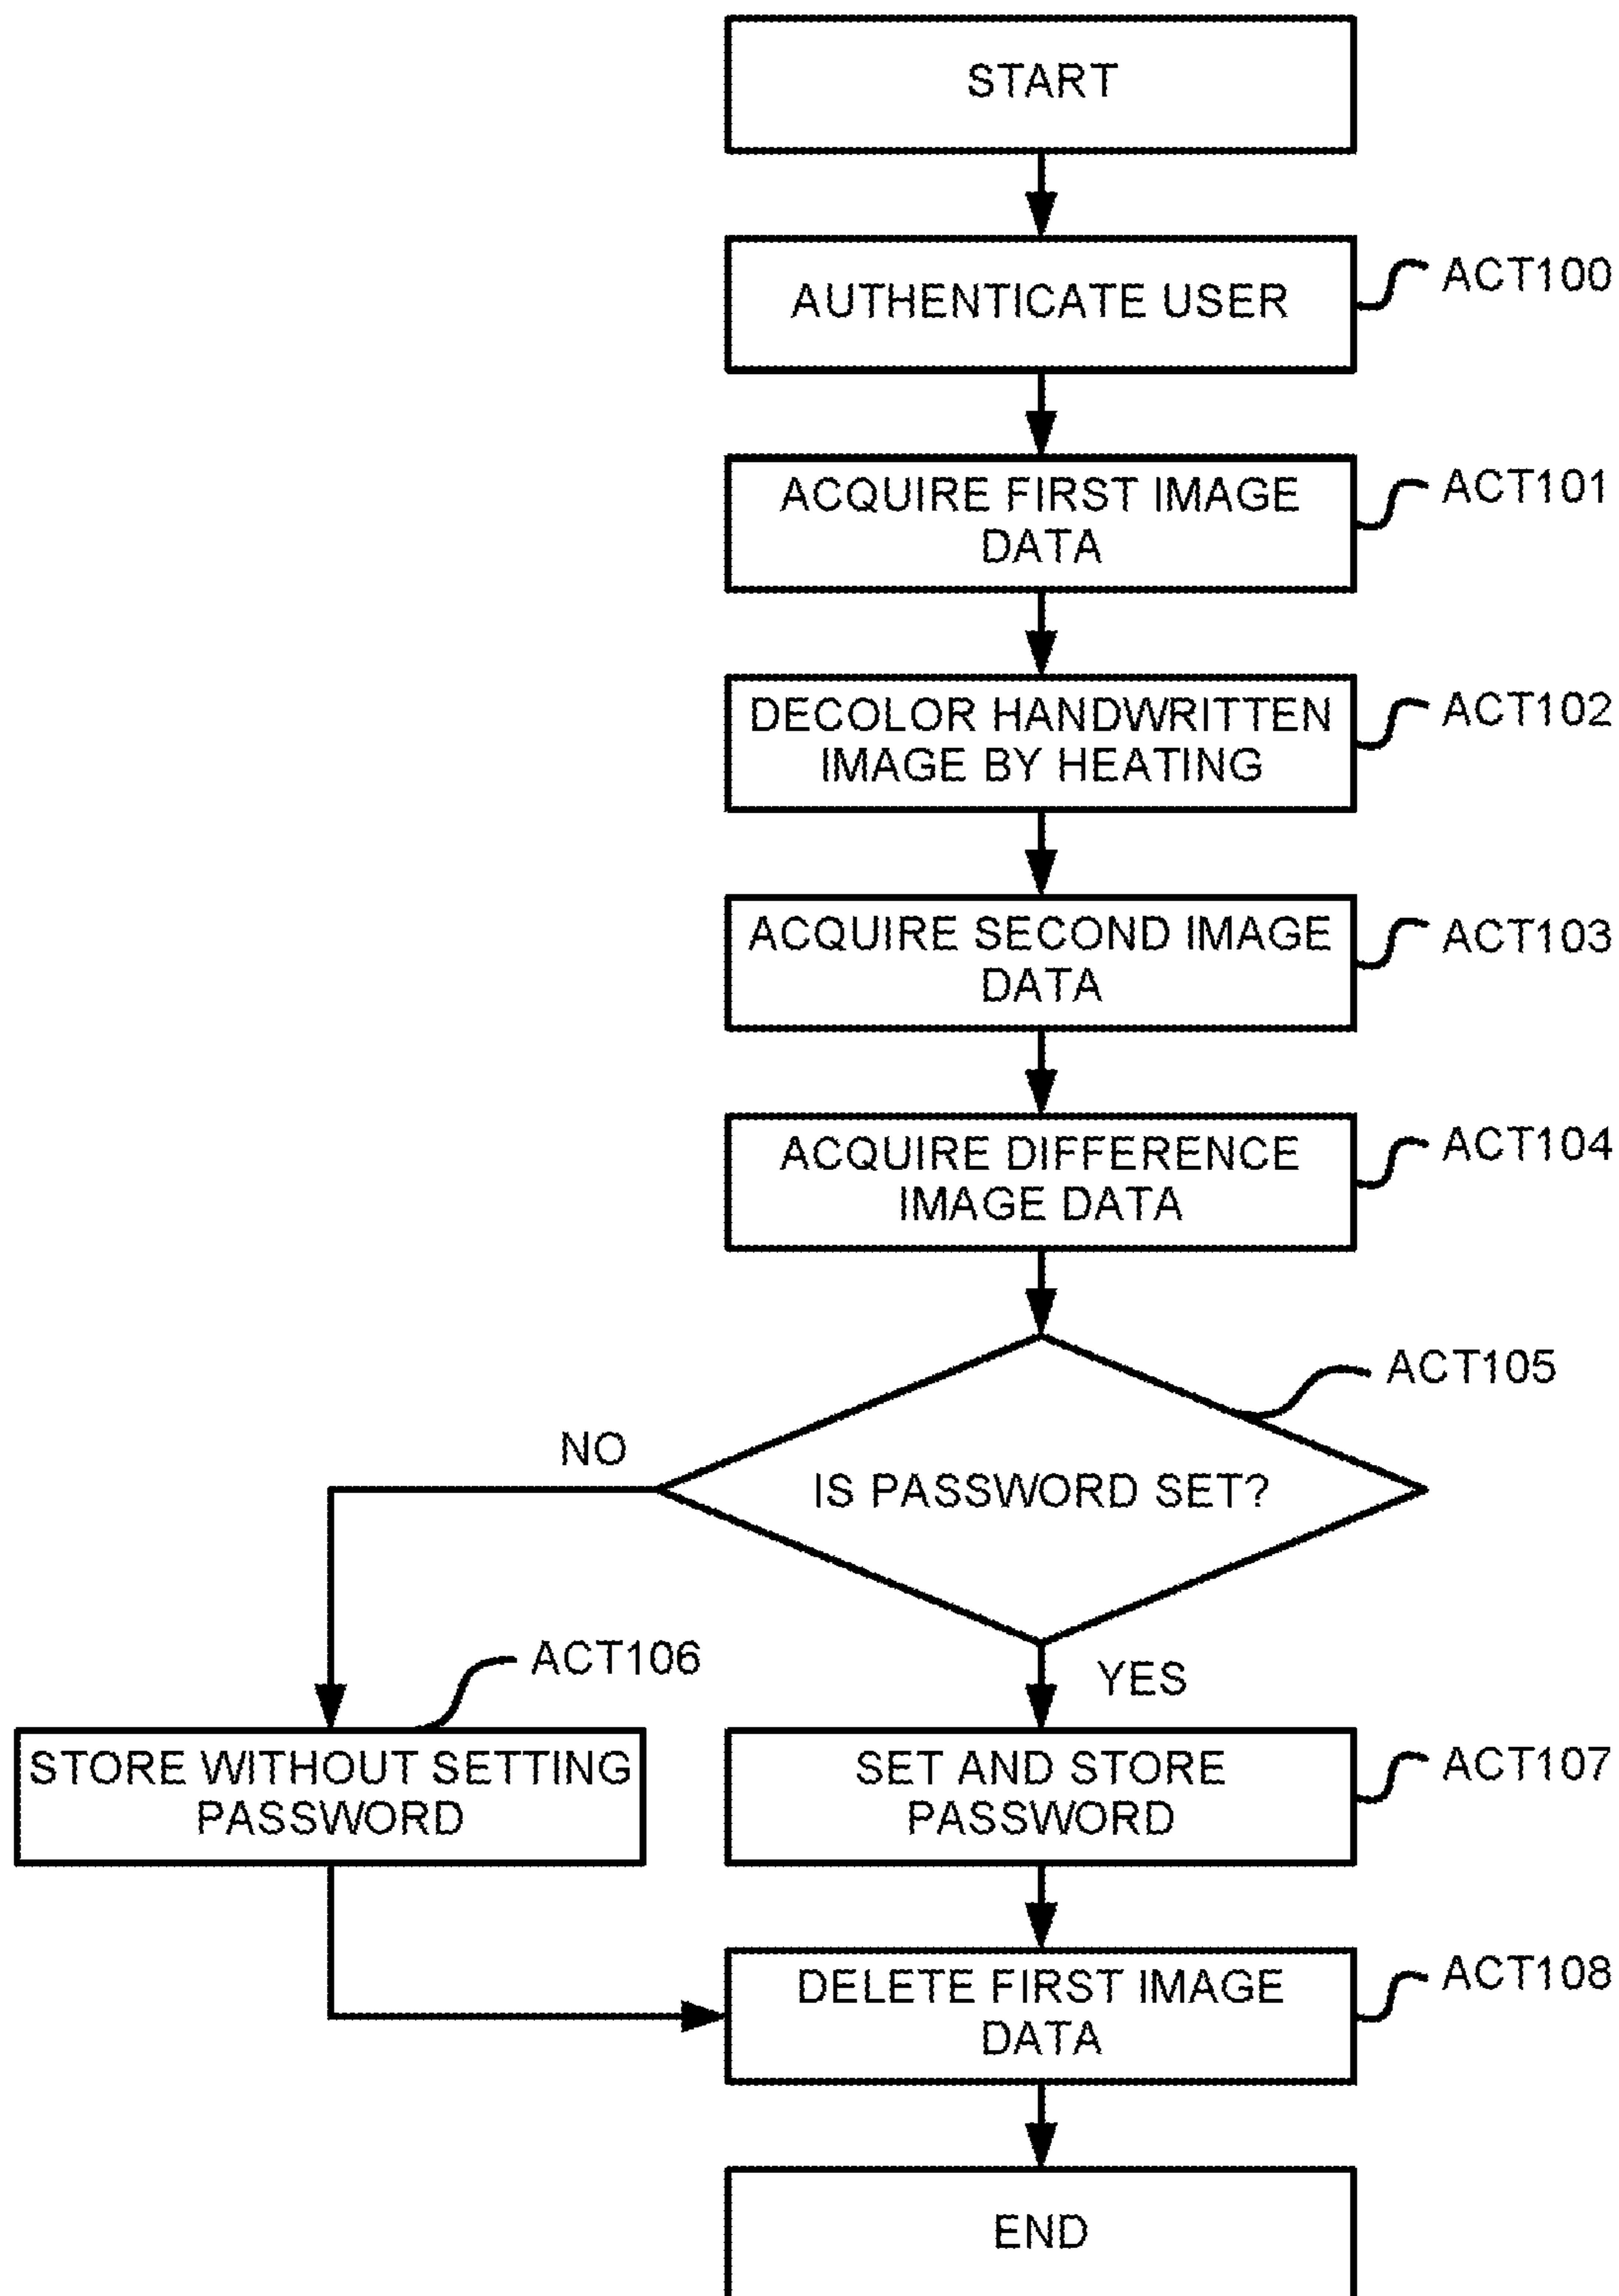 START
AUTHENTICATE USER
ACT100
ACQUIRE FIRST IMAGE
DATA
ACT101
DECOLOR HANDWRITTEN
IMAGE BY HEATING
ACT102
ACQUIRE SECOND IMAGE
DATA
ACT103
ACQUIRE DIFFERENCE
IMAGE DATA
ACT104
ACT105
NO
IS PASSWORD SET?
ACT106
YES
STORE WITHOUT SETTING
PASSWORD
SET AND STORE
PASSWORD
ACT107
DELETE FIRST IMAGE
DATA
ACT108
END